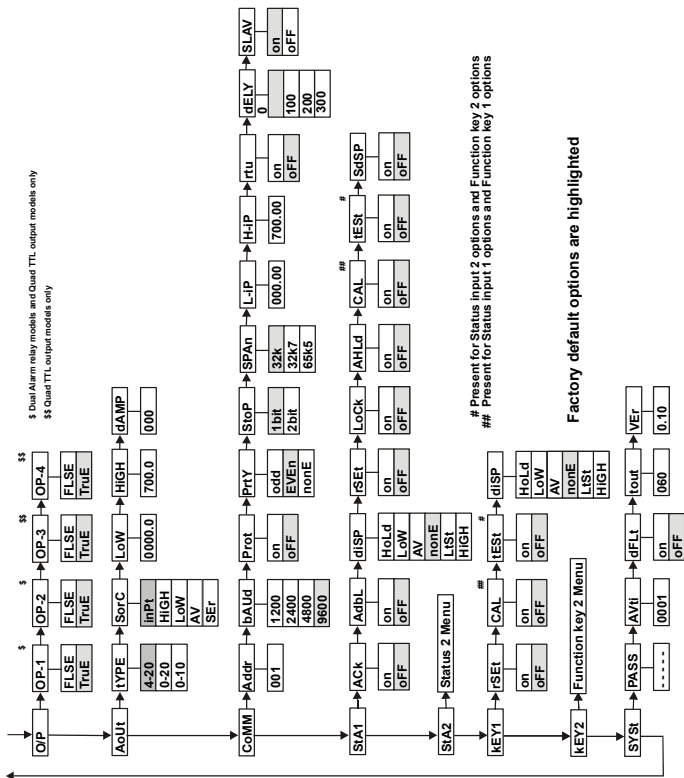 $ Dual Alarm relay models and Quad TTL output models only
$$ Quad TTL output models only
O/P
$
OP-1
FLSE
TruE
$
OP-2
FLSE
TruE
$$
OP-3
FLSE
TruE
$$
OP-4
FLSE
TruE
AoUt
tYPE
4-20
0-20
0-10
SorC
inPt
HiGH
LoW
AV
SEr
LoW
0000.0
HiGH
700.0
dAMP
000
CoMM
Addr
001
bAUd
1200
2400
4800
9600
Prot
on
oFF
PrtY
odd
EVEn
nonE
StoP
1bit
2bit
SPAn
32k
32k7
65k5
L-iP
000.00
H-iP
700.00
rtu
on
oFF
dELY
0
100
200
300
SLAV
on
oFF
StA1
ACk
on
oFF
AdbL
on
oFF
diSP
HoLd
LoW
AV
nonE
LtSt
HiGH
rSEt
on
oFF
LoCk
on
oFF
AHLd
on
oFF
##
CAL
on
oFF
#
tESt
on
oFF
SdSP
on
oFF
StA2
Status 2 Menu
# Present for Status input 2 options and Function key 2 options
## Present for Status input 1 options and Function key 1 options
kEY1
rSEt
on
oFF
##
CAL
on
oFF
#
tESt
on
oFF
diSP
HoLd
LoW
AV
nonE
LtSt
HiGH
kEY2
Function key 2 Menu
Factory default options are highlighted
SYSt
PASS
- - - - -
AVti
0001
dFLt
on
oFF
tout
060
VEr
0.10